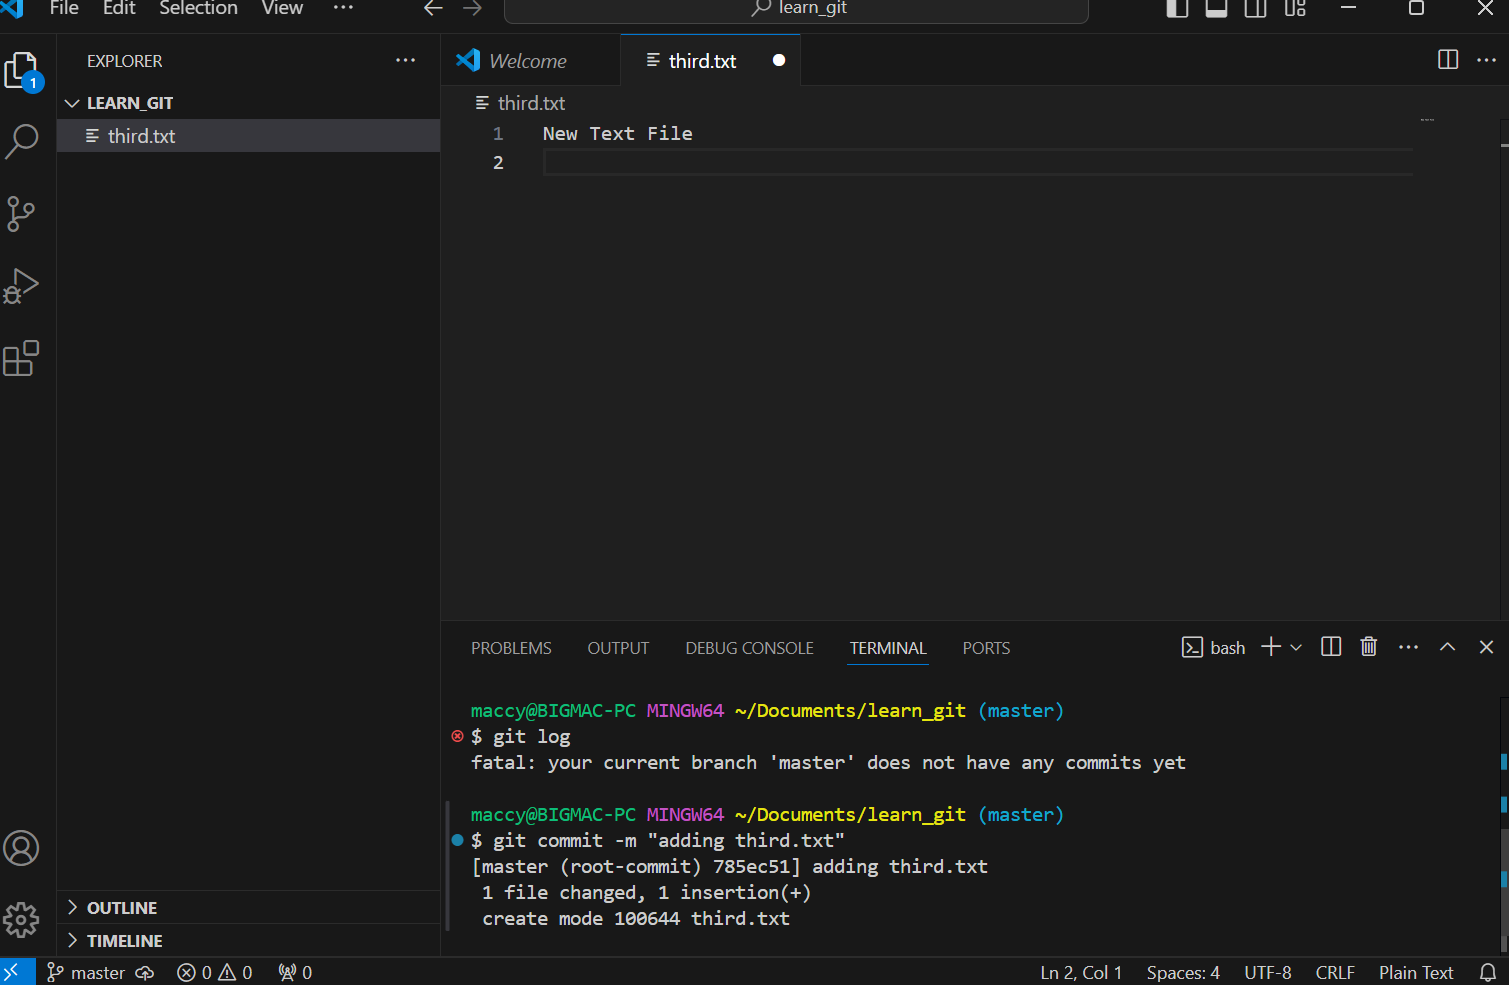 File Edit Selection View ··· learn_git
1
EXPLORER ···
LEARN_GIT
third.txt
Welcome
third.txt
third.txt
1 New Text File
2
PROBLEMS OUTPUT DEBUG CONSOLE TERMINAL PORTS
bash
maccy@BIGMAC-PC MINGW64 ~/Documents/learn_git (master)
$ git log
fatal: your current branch 'master' does not have any commits yet
maccy@BIGMAC-PC MINGW64 ~/Documents/learn_git (master)
$ git commit -m "adding third.txt"
[master (root-commit) 785ec51] adding third.txt
1 file changed, 1 insertion(+)
create mode 100644 third.txt
OUTLINE
TIMELINE
master 0 0 0 Ln 2, Col 1 Spaces: 4 UTF-8 CRLF Plain Text